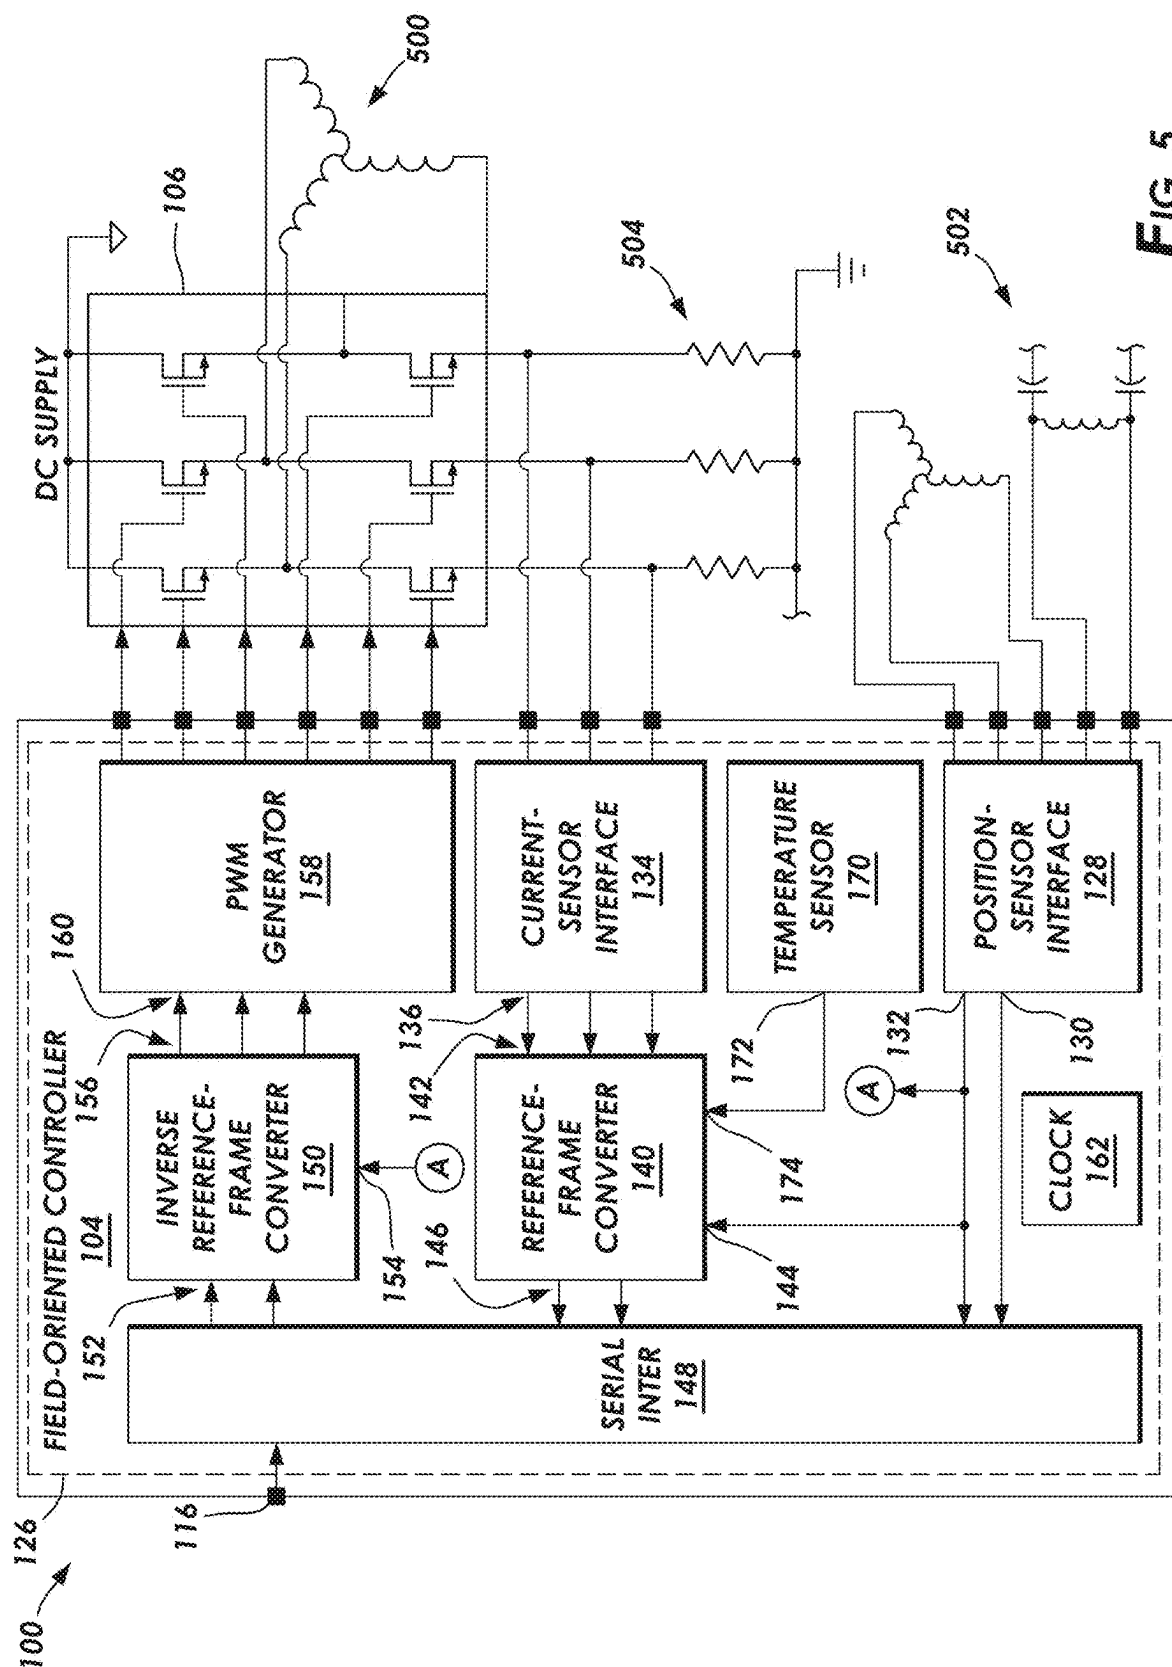 FIG. 5
100
126
116
FIELD-ORIENTED CONTROLLER
104
152
156
160
INVERSE
REFERENCE-
FRAME
CONVERTER
150
154
A
PWM
GENERATOR
158
DC SUPPLY
106
500
SERIAL
INTER
148
146
142
136
REFERENCE-
FRAME
CONVERTER
140
144
174
CURRENT-
SENSOR
INTERFACE
134
504
172
TEMPERATURE
SENSOR
170
A
132
130
CLOCK
162
POSITION-
SENSOR
INTERFACE
128
502